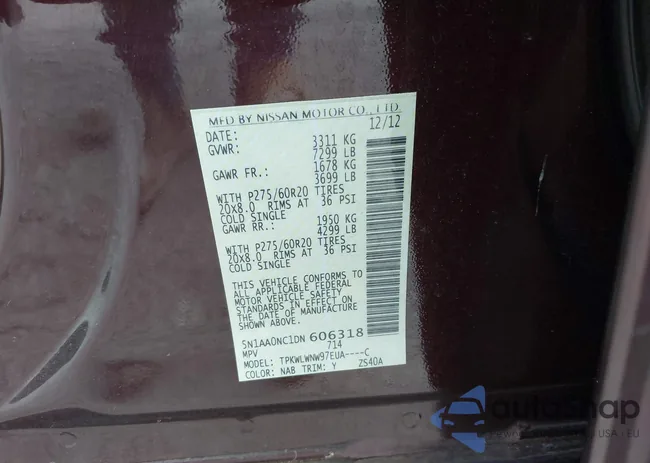 MFD BY NISSAN MOTOR CO., LTD.
DATE: 12/12
GVWR: 3311 KG
7299 LB
GAWR FR.: 1678 KG
3699 LB
WITH P275/60R20 TIRES
20X8.0 RIMS AT 36 PSI
COLD SINGLE
GAWR RR.: 1950 KG
4299 LB
WITH P275/60R20 TIRES
20X8.0 RIMS AT 36 PSI
COLD SINGLE
THIS VEHICLE CONFORMS TO
ALL APPLICABLE FEDERAL
MOTOR VEHICLE SAFETY
STANDARDS IN EFFECT ON
THE DATE OF MANUFACTURE
SHOWN ABOVE.
5N1AA0NC1DN 606318
MPV 714
MODEL: TPKWLWNW97EUA----C
COLOR: NAB TRIM: Y ZS40A
USA - EU